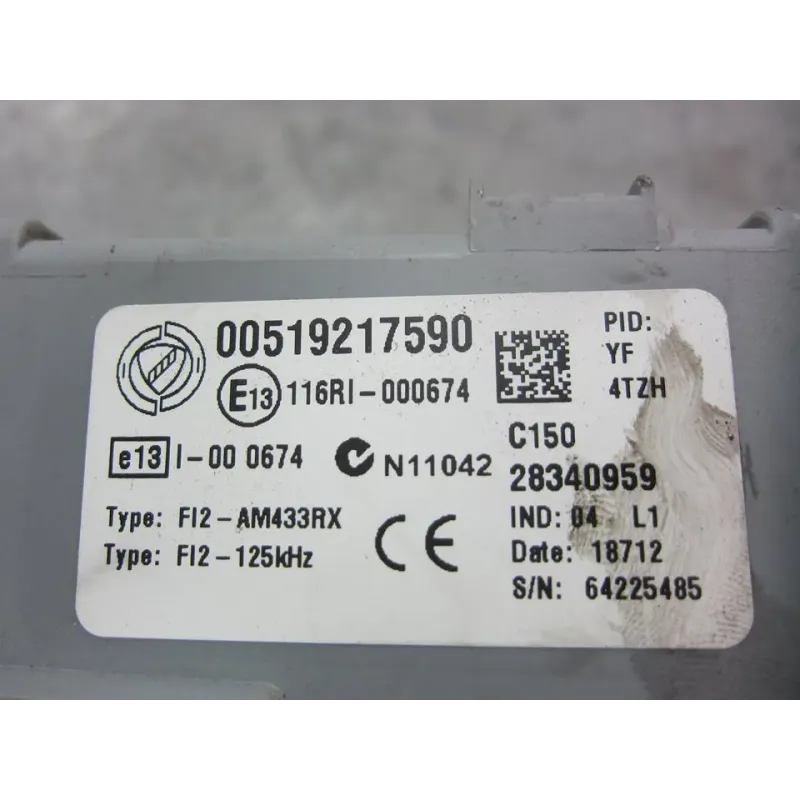 00519217590
E13 116RI-000674
e13 I-00 0674
N11042
Type: FI2-AM433RX
Type: FI2-125kHz
CE
PID:
YF
4TZH
C150
28340959
IND: 04 L1
Date: 18712
S/N: 64225485